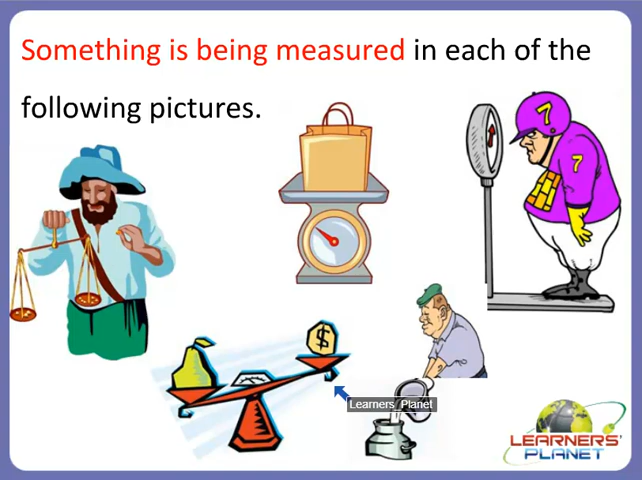 Something is being measured in each of the
following pictures.
7
7
$
Learners Planet
LEARNERS'
PLANET